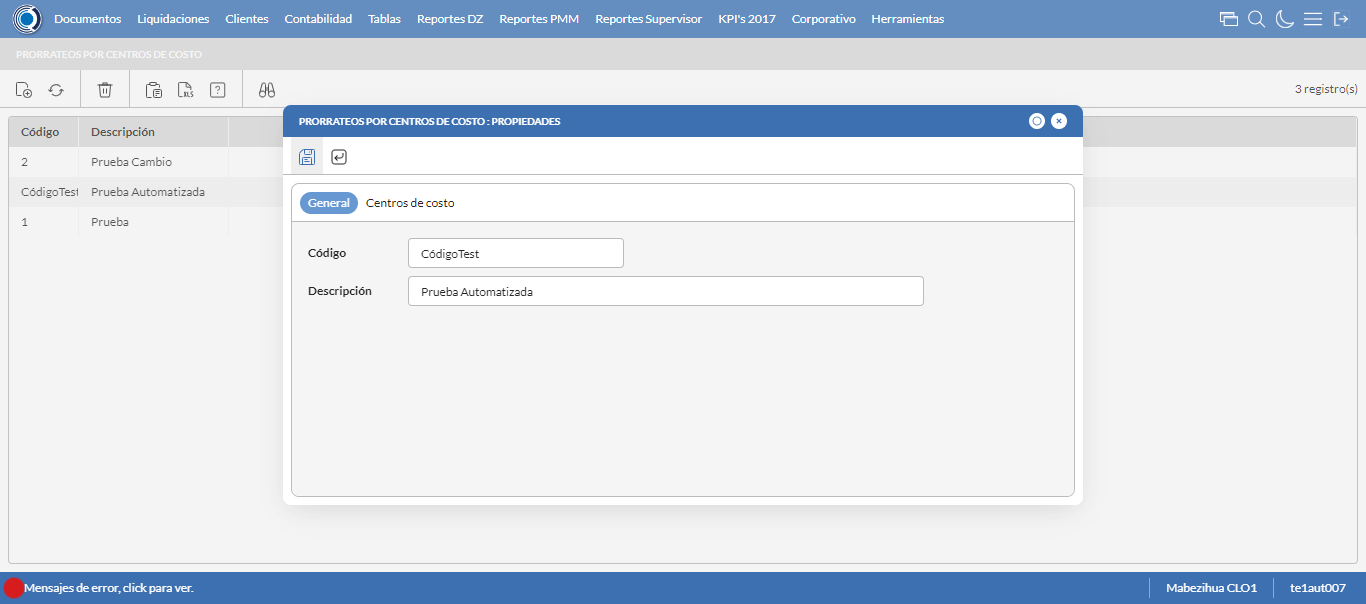 Documentos Liquidaciones Clientes Contabilidad Tablas Reportes DZ Reportes PMM Reportes Supervisor KPI's 2017 Corporativo Herramientas
PRORRATEOS POR CENTROS DE COSTO
XLS ? 3 registro(s)
PRORRATEOS POR CENTROS DE COSTO : PROPIEDADES
Código Descripción
2 Prueba Cambio
CódigoTest Prueba Automatizada
1 Prueba
General Centros de costo
Código CódigoTest
Descripción Prueba Automatizada
Mensajes de error, click para ver. Mabezihua CLO1 te1aut007